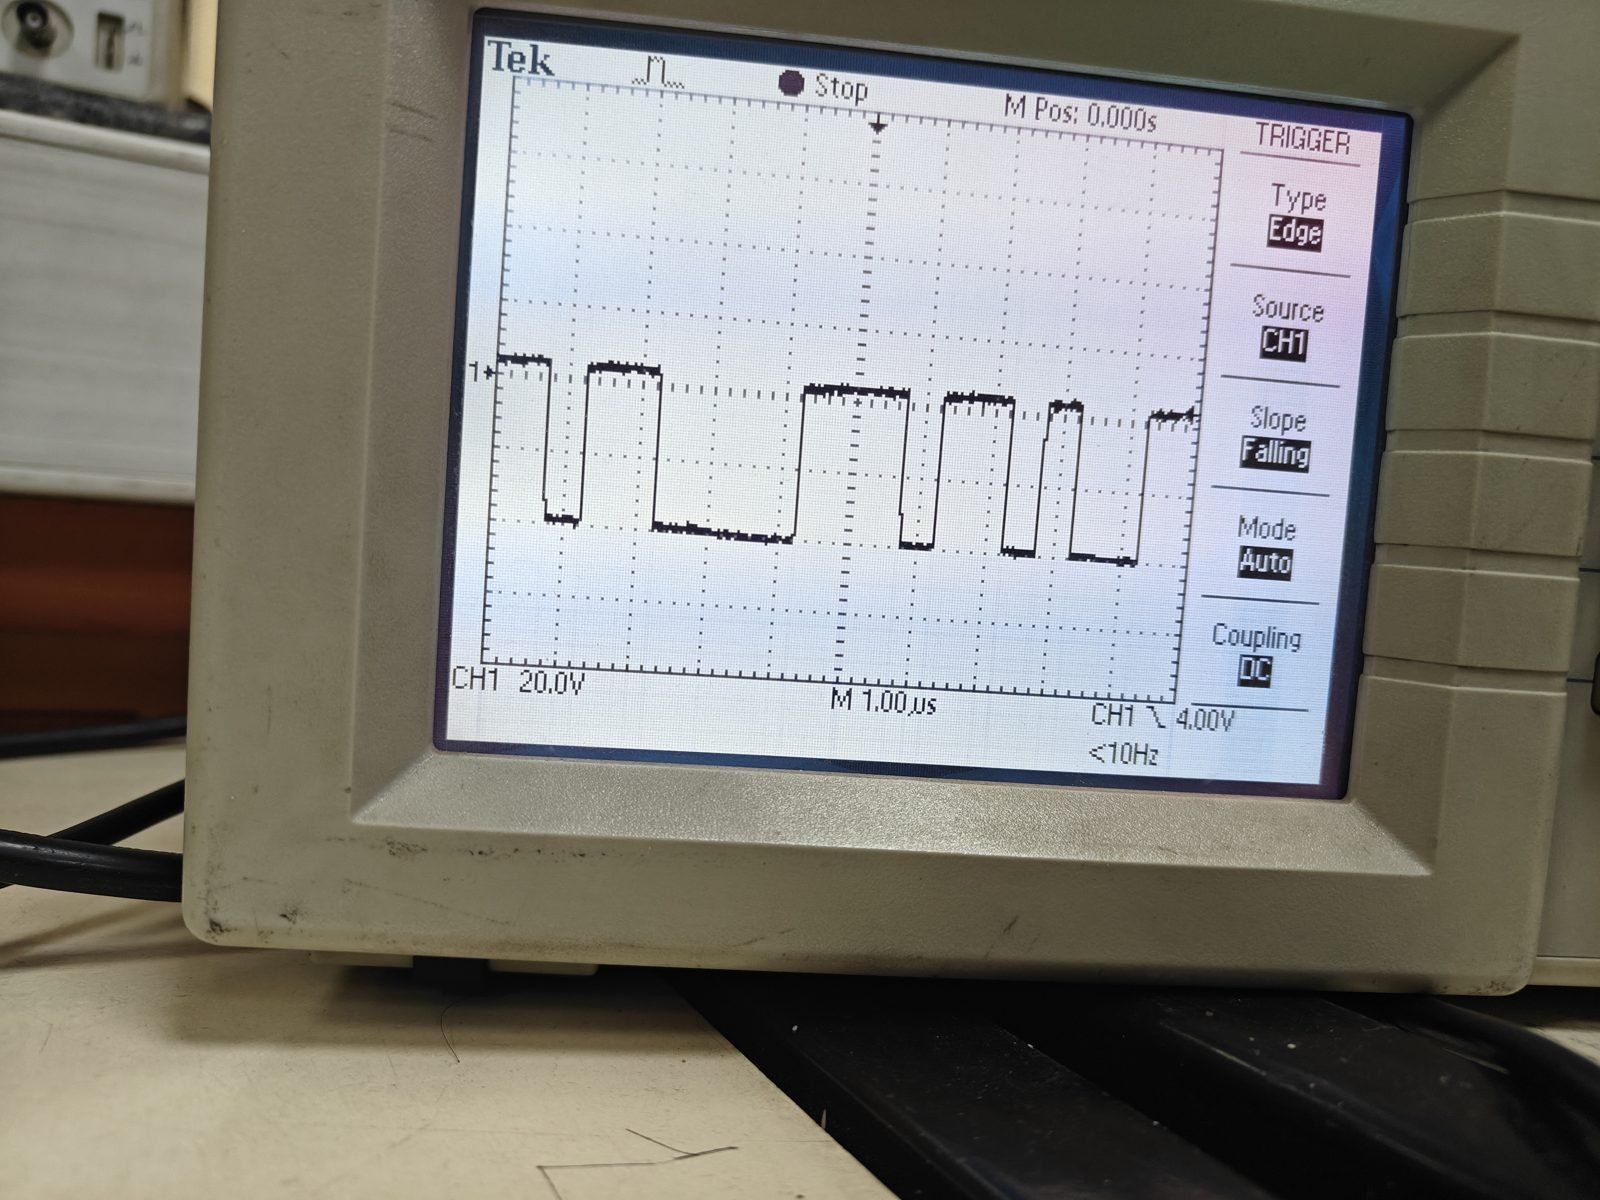 Tek Stop M Pos: 0.000s
TRIGGER
Type
Edge
Source
CH1
Slope
Falling
Mode
Auto
Coupling
DC
1
CH1 20.0V M 1.00µs CH1 4.00V
<10Hz